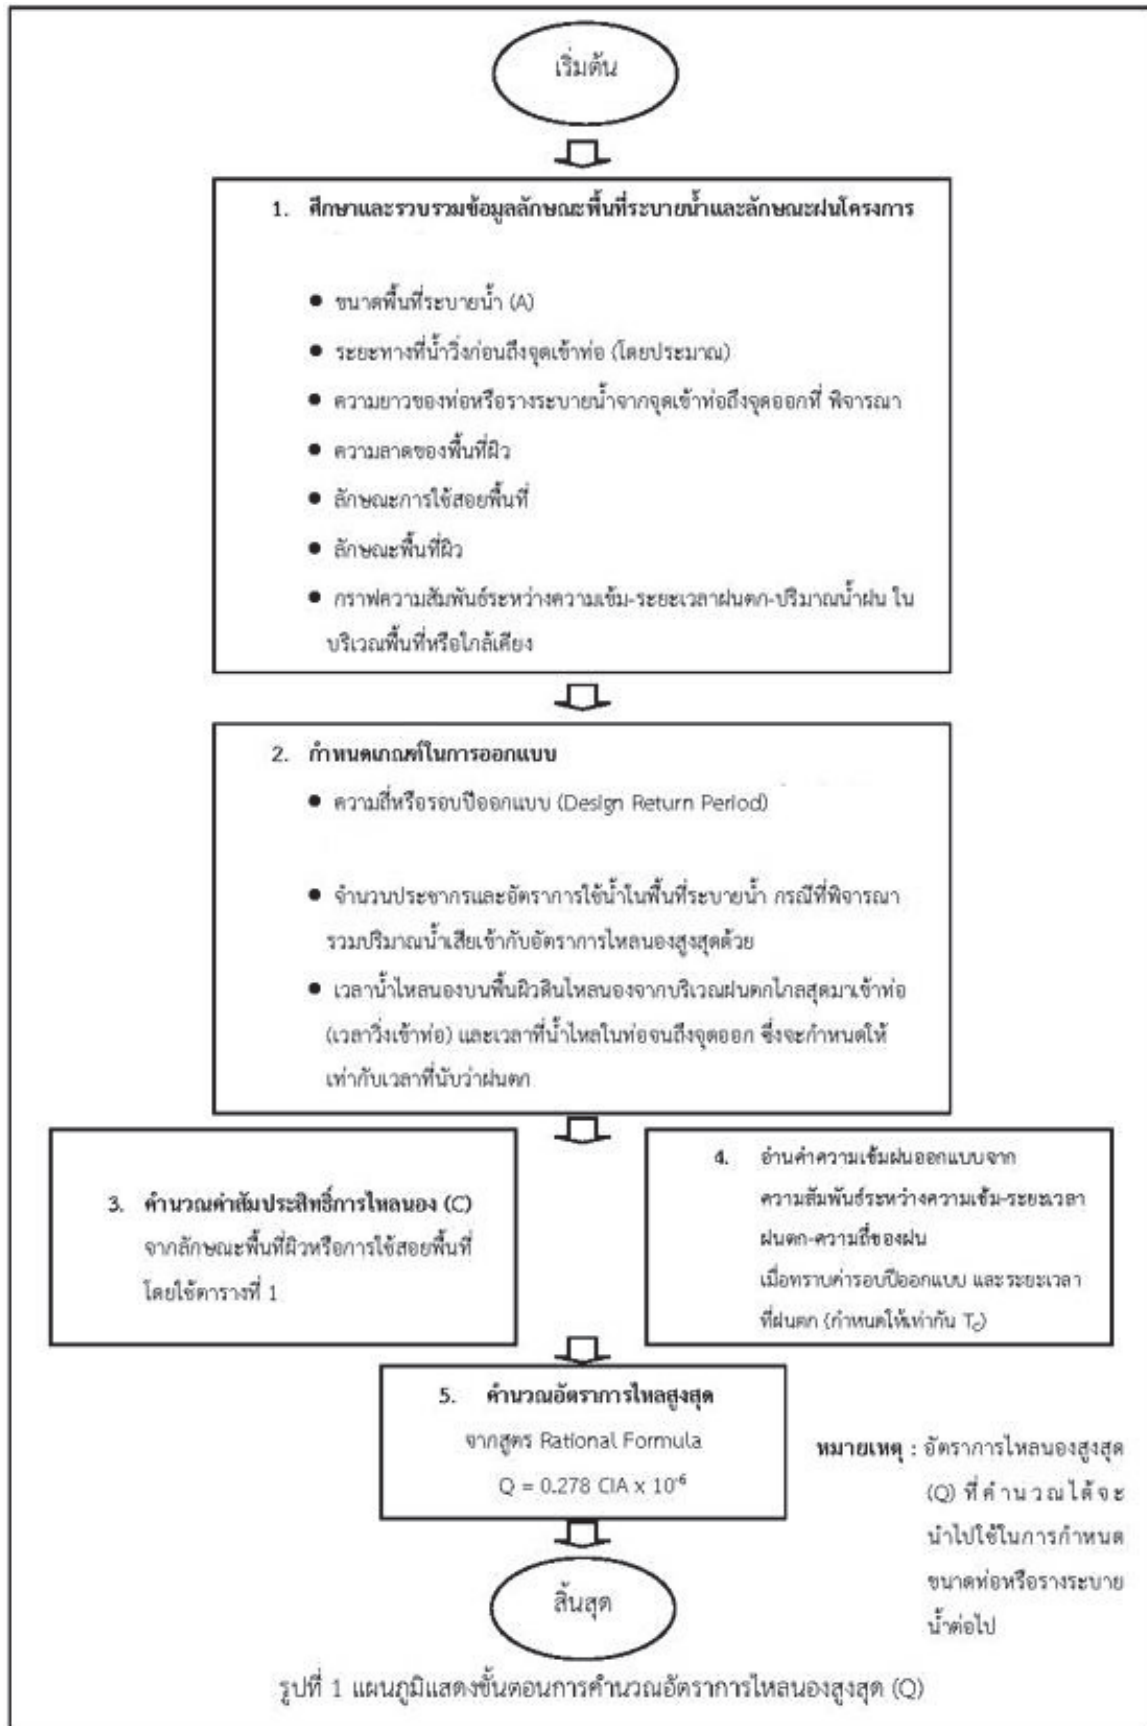 เริ่มต้น
1. ศึกษาและรวบรวมข้อมูลลักษณะพื้นที่ระบายน้ำและลักษณะฝนโครงการ
● ขนาดพื้นที่ระบายน้ำ (A)
● ระยะทางที่น้ำวิ่งก่อนถึงจุดเข้าท่อ (โดยประมาณ)
● ความยาวของท่อหรือรางระบายน้ำจากจุดเข้าท่อถึงจุดออกที่ พิจารณา
● ความลาดของพื้นที่ผิว
● ลักษณะการใช้สอยพื้นที่
● ลักษณะพื้นที่ผิว
● กราฟความสัมพันธ์ระหว่างความเข้ม-ระยะเวลาฝนตก-ปริมาณน้ำฝน ใน
บริเวณพื้นที่หรือใกล้เคียง
2. กำหนดเกณฑ์ในการออกแบบ
● ความถี่หรือรอบปีออกแบบ (Design Return Period)
● จำนวนประชากรและอัตราการใช้น้ำในพื้นที่ระบายน้ำ กรณีที่พิจารณา
รวมปริมาณน้ำเสียเข้ากับอัตราการไหลนองสูงสุดด้วย
● เวลาน้ำไหลนองบนพื้นผิวดินไหลนองจากบริเวณฝนตกไกลสุดมาเข้าท่อ
(เวลาวิ่งเข้าท่อ) และเวลาที่น้ำไหลในท่อจนถึงจุดออก ซึ่งจะกำหนดให้
เท่ากับเวลาที่นับว่าฝนตก
3. คำนวณค่าสัมประสิทธิ์การไหลนอง (C)
จากลักษณะพื้นที่ผิวหรือการใช้สอยพื้นที่
โดยใช้ตารางที่ 1
4. อ่านค่าความเข้มฝนออกแบบจาก
ความสัมพันธ์ระหว่างความเข้ม-ระยะเวลา
ฝนตก-ความถี่ของฝน
เมื่อทราบค่ารอบปีออกแบบ และระยะเวลา
ที่ฝนตก (กำหนดให้เท่ากับ Tc)
5. คำนวณอัตราการไหลสูงสุด
จากสูตร Rational Formula
Q = 0.278 CIA x 10⁻⁶
หมายเหตุ : อัตราการไหลนองสูงสุด
(Q) ที่คำนวณได้จะ
นำไปใช้ในการกำหนด
ขนาดท่อหรือรางระบาย
น้ำต่อไป
สิ้นสุด
รูปที่ 1 แผนภูมิแสดงขั้นตอนการคำนวณอัตราการไหลนองสูงสุด (Q)